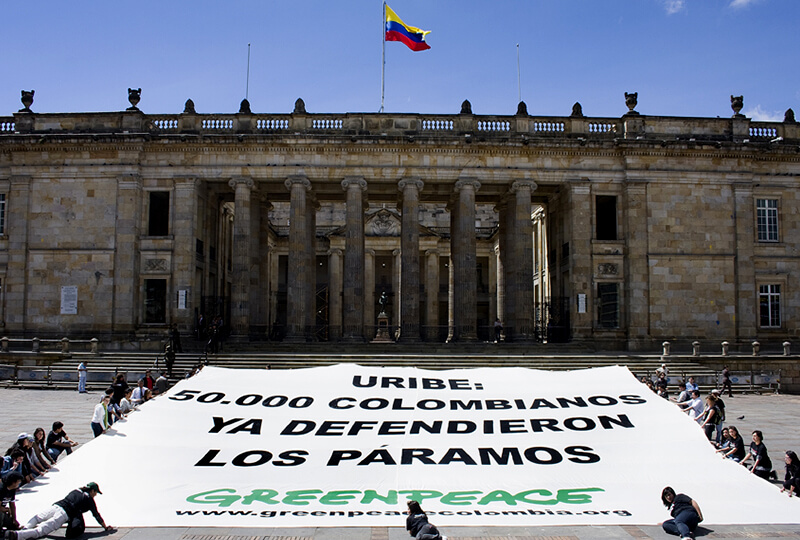 URIBE:
50.000 COLOMBIANOS
YA DEFENDIERON
LOS PÁRAMOS
GREENPEACE
www.greenpeacecolombia.org